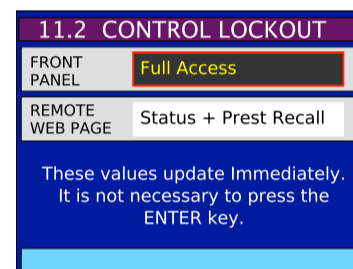 11.2 CONTROL LOCKOUT
FRONT
PANEL
Full Access
REMOTE
WEB PAGE
Status + Prest Recall
These values update Immediately.
It is not necessary to press the
ENTER key.